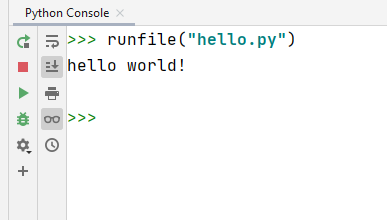 Python Console
>>> runfile("hello.py")
hello world!
>>>